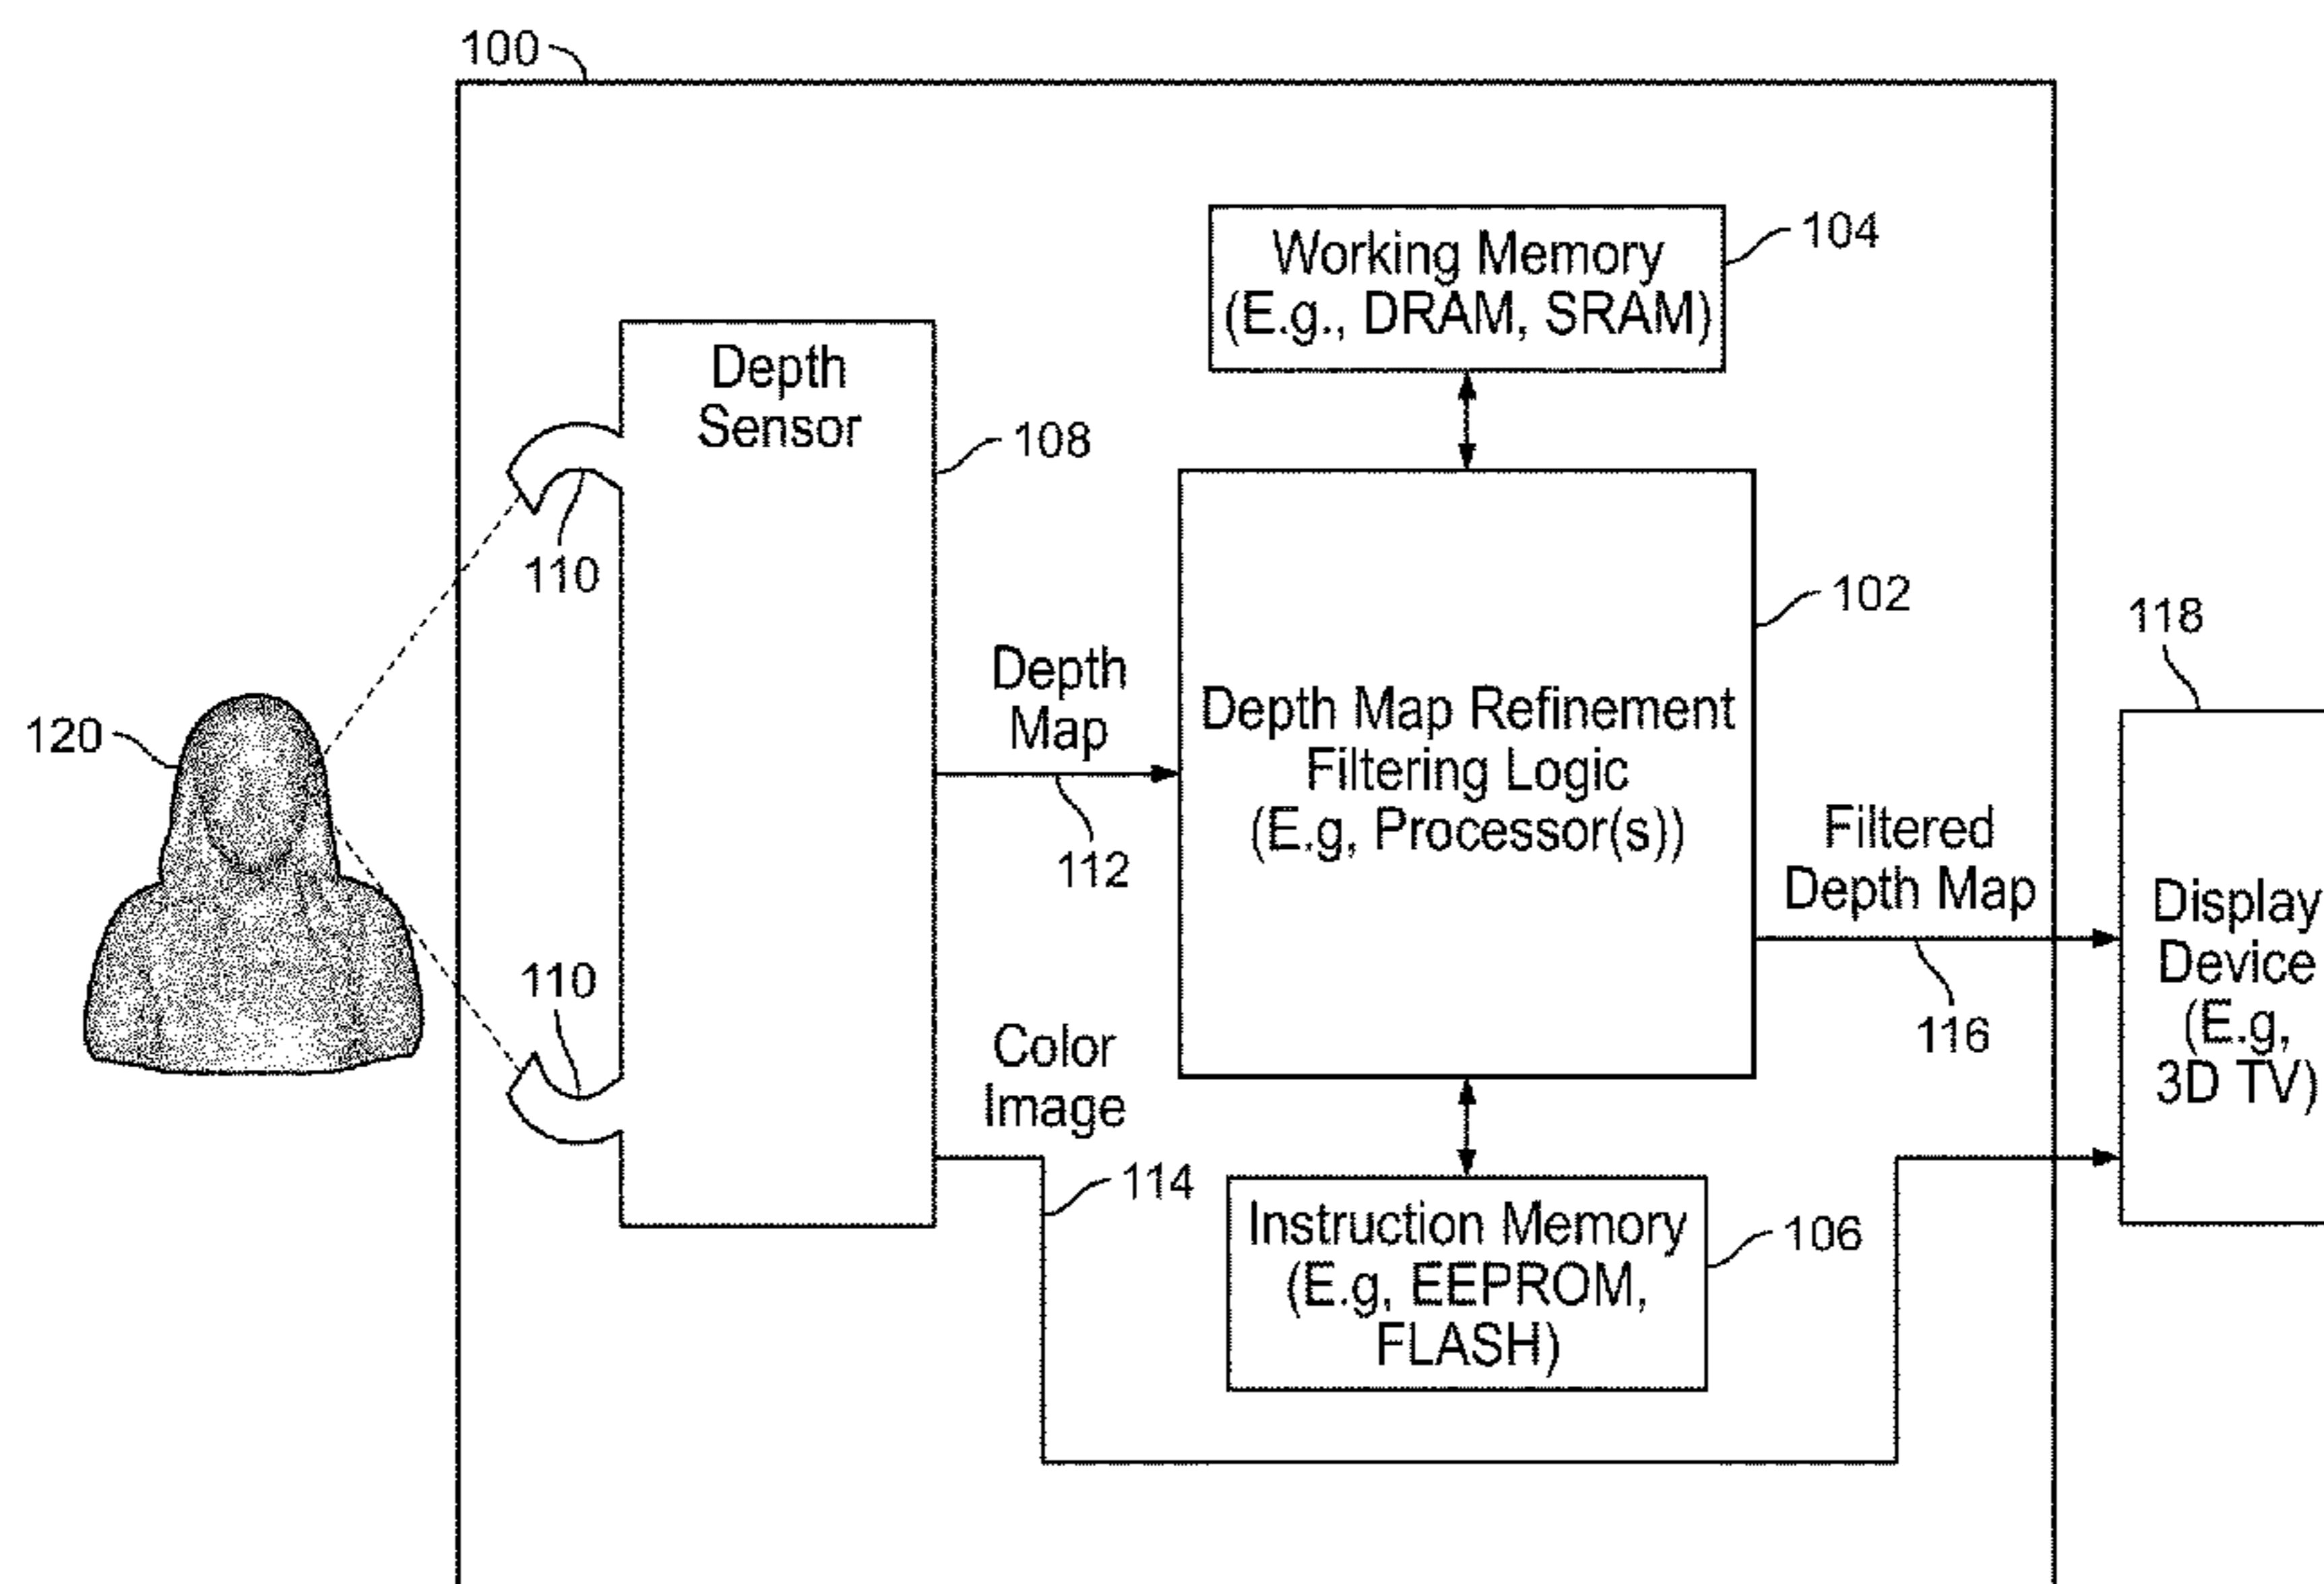 100
Working Memory
(E.g., DRAM, SRAM)
104
Depth
Sensor
108
110
102
118
Depth
Map
112
120
Depth Map Refinement
Filtering Logic
(E.g, Processor(s))
Filtered
Depth Map
116
Display
Device
(E.g,
3D TV)
110
Color
Image
114
Instruction Memory
(E.g, EEPROM,
FLASH)
106